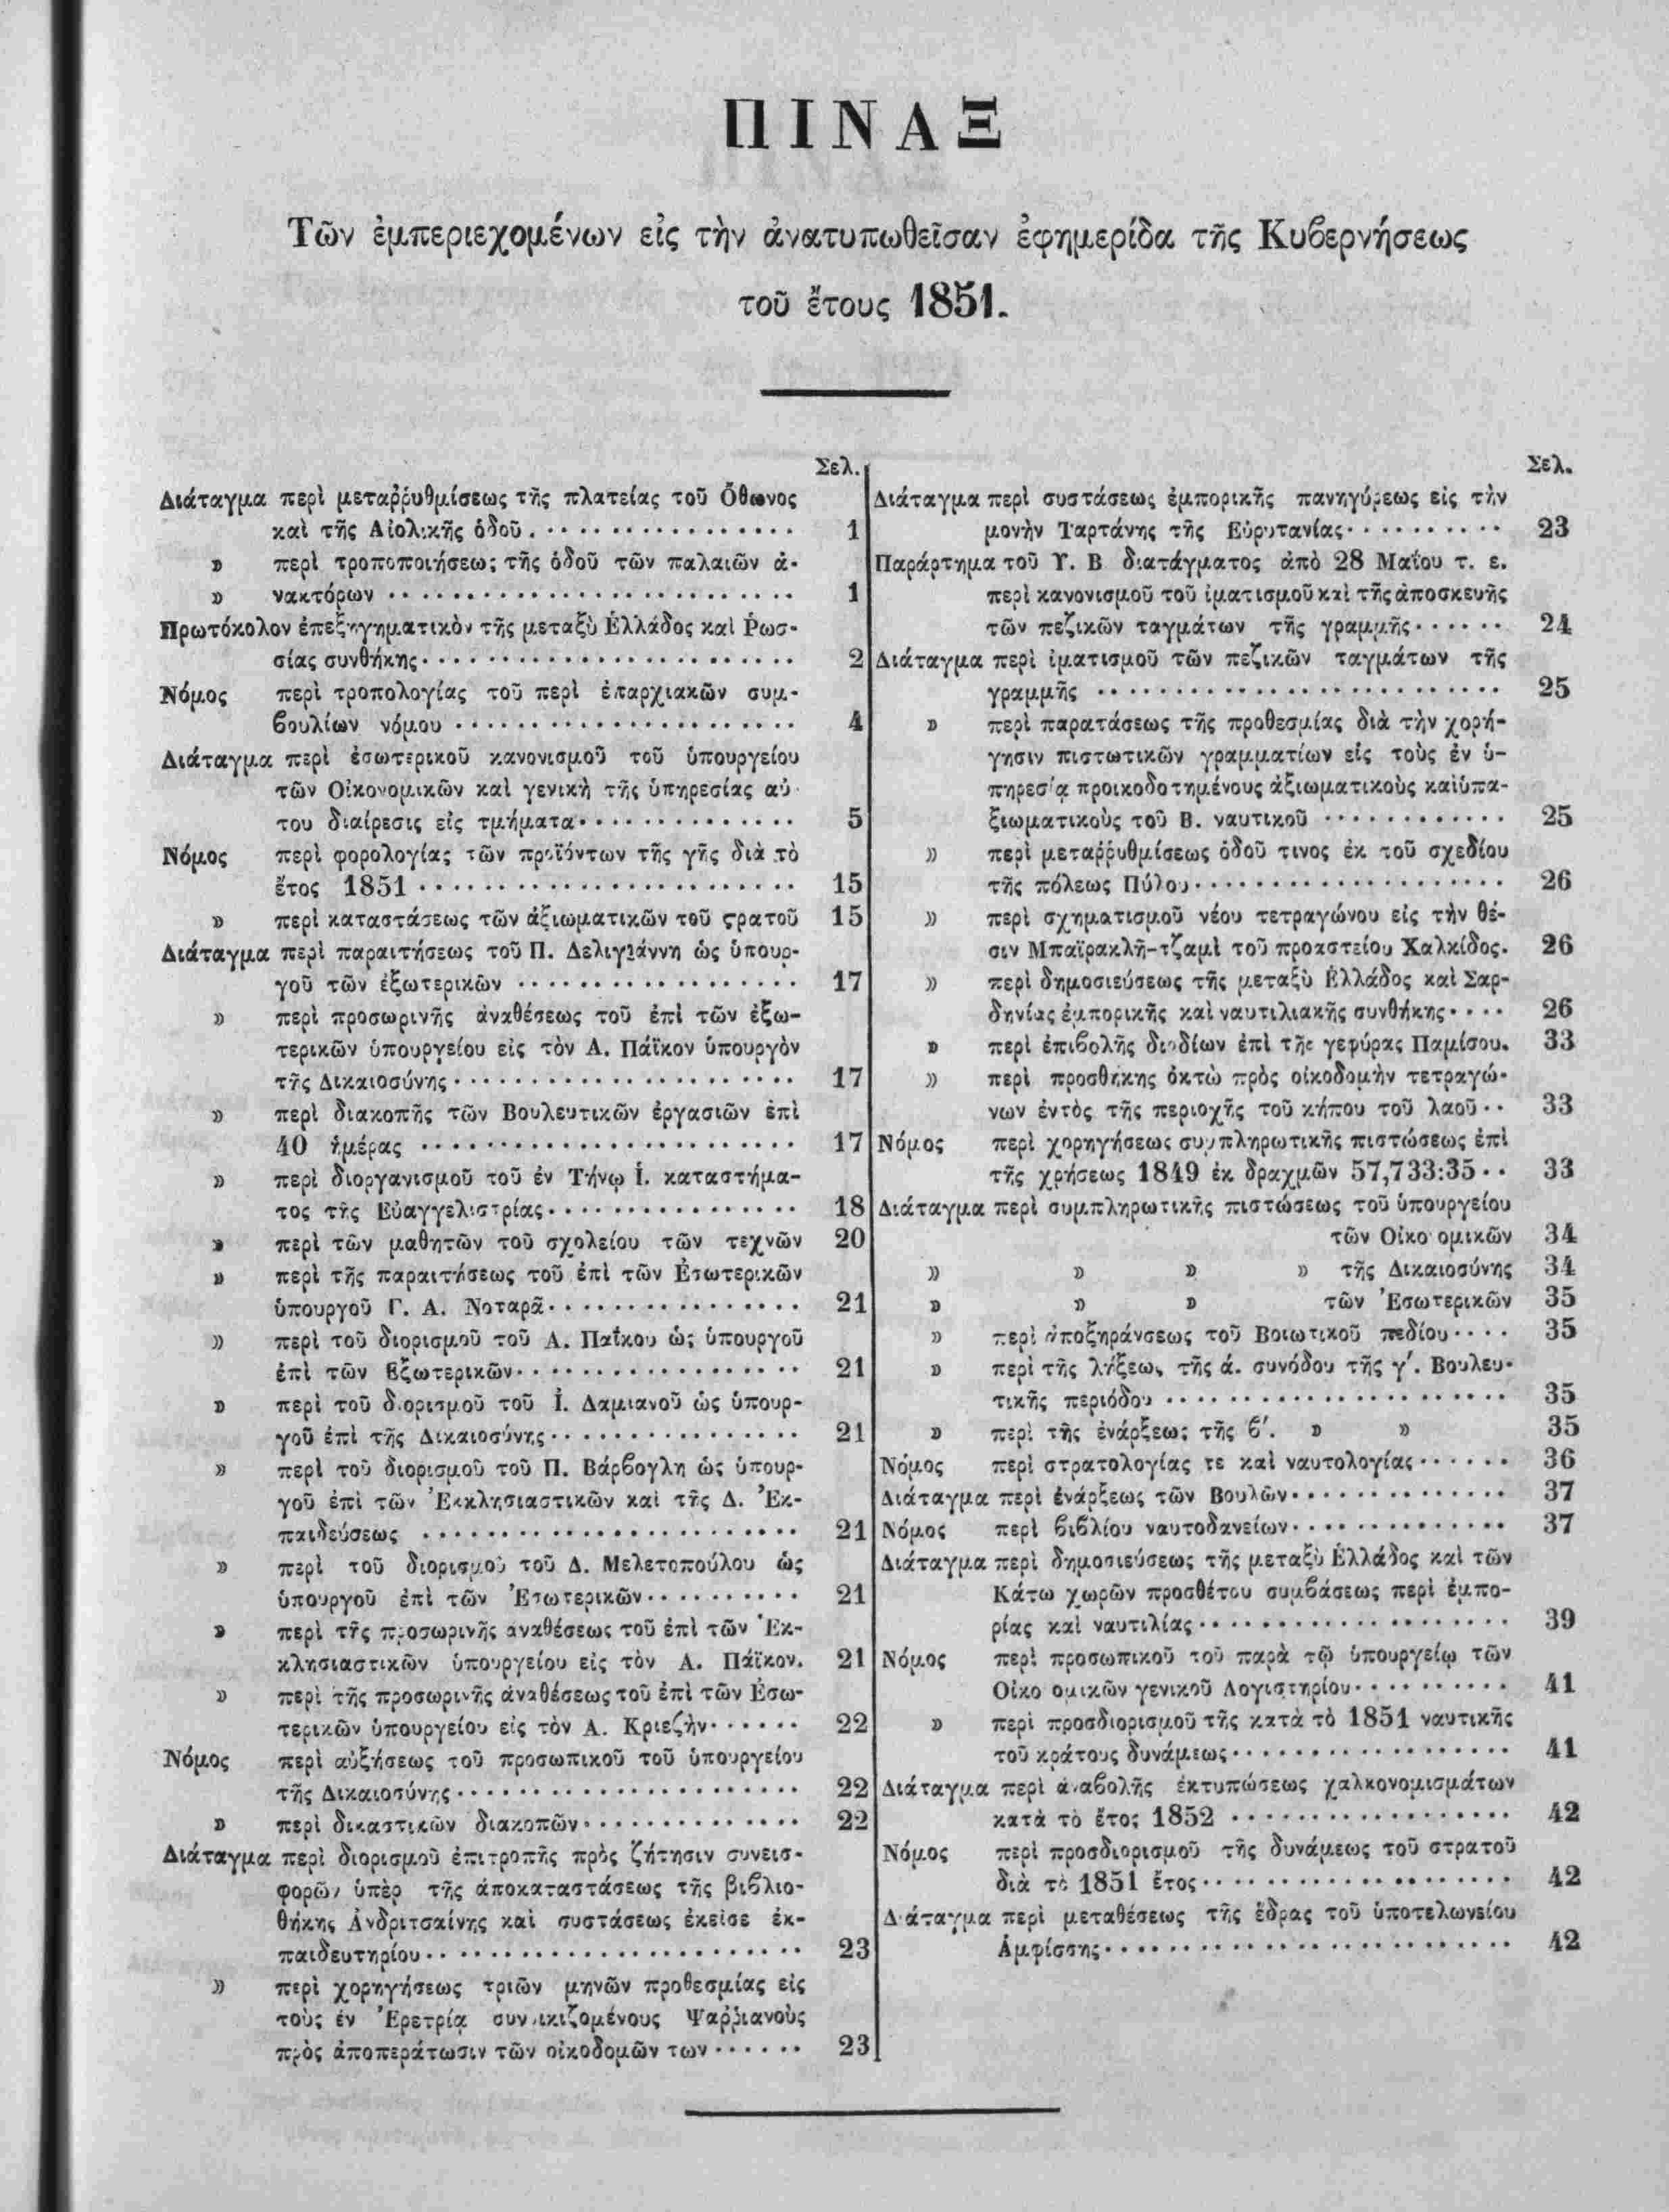 ΠΙΝΑΞ
Τῶν ἐμπεριεχομένων εἰς τὴν ἀνατυπωθεῖσαν ἐφημερίδα τῆς Κυβερνήσεως
τοῦ ἔτους 1851.
Σελ.
Διάταγμα περὶ μεταῤῥυθμίσεως τῆς πλατείας τοῦ Ὄθωνος
καὶ τῆς Αἰολικῆς ὁδοῦ . 1
» περὶ τροποποιήσεως τῆς ὁδοῦ τῶν παλαιῶν ἀ-
» νακτόρων 1
Πρωτόκολον ἐπεξηγηματικὸν τῆς μεταξὺ Ἑλλάδος καὶ Ῥωσ-
σίας συνθήκης 2
Νόμος περὶ τροπολογίας τοῦ περὶ ἐπαρχιακῶν συμ-
βουλίων νόμου 4
Διάταγμα περὶ ἐσωτερικοῦ κανονισμοῦ τοῦ ὑπουργείου
τῶν Οἰκονομικῶν καὶ γενικὴ τῆς ὑπηρεσίας αὐ-
του διαίρεσις εἰς τμήματα 5
Νόμος περὶ φορολογίας τῶν προϊόντων τῆς γῆς διὰ τὸ
ἔτος 1851 15
» περὶ καταστάσεως τῶν ἀξιωματικῶν τοῦ ςρατοῦ 15
Διάταγμα περὶ παραιτήσεως τοῦ Π. Δελιγιάννη ὡς ὑπουρ-
γοῦ τῶν ἐξωτερικῶν 17
» περὶ προσωρινῆς ἀναθέσεως τοῦ ἐπὶ τῶν ἐξω-
τερικῶν ὑπουργείου εἰς τὸν Α. Πάϊκον ὑπουργὸν
τῆς Δικαιοσύνης 17
» περὶ διακοπῆς τῶν Βουλευτικῶν ἐργασιῶν ἐπὶ
40 ἡμέρας 17
» περὶ διοργανισμοῦ τοῦ ἐν Τήνῳ Ἱ. καταστήμα-
τος τῆς Εὐαγγελιστρίας 18
» περὶ τῶν μαθητῶν τοῦ σχολείου τῶν τεχνῶν 20
» περὶ τῆς παραιτήσεως τοῦ ἐπὶ τῶν Ἐσωτερικῶν
ὑπουργοῦ Γ. Α. Νοταρᾶ 21
» περὶ τοῦ διορισμοῦ τοῦ Α. Παΐκου ὡς ὑπουργοῦ
ἐπὶ τῶν Ἐξωτερικῶν 21
» περὶ τοῦ διορισμοῦ τοῦ Ἰ. Δαμιανοῦ ὡς ὑπουρ-
γοῦ ἐπὶ τῆς Δικαιοσύνης 21
» περὶ τοῦ διορισμοῦ τοῦ Π. Βάρβογλη ὡς ὑπουρ-
γοῦ ἐπὶ τῶν Ἐκκλησιαστικῶν καὶ τῆς Δ. Ἐκ-
παιδεύσεως 21
» περὶ τοῦ διορισμοῦ τοῦ Δ. Μελετοπούλου ὡς
ὑπουργοῦ ἐπὶ τῶν Ἐσωτερικῶν 21
» περὶ τῆς προσωρινῆς ἀναθέσεως τοῦ ἐπὶ τῶν Ἐκ-
κλησιαστικῶν ὑπουργείου εἰς τὸν Α. Πάϊκον. 21
» περὶ τῆς προσωρινῆς ἀναθέσεως τοῦ ἐπὶ τῶν Ἐσω-
τερικῶν ὑπουργείου εἰς τὸν Α. Κριεζὴν 22
Νόμος περὶ αὐξήσεως τοῦ προσωπικοῦ τοῦ ὑπουργείου
τῆς Δικαιοσύνης 22
» περὶ δικαστικῶν διακοπῶν 22
Διάταγμα περὶ διορισμοῦ ἐπιτροπῆς πρὸς ζήτησιν συνεισ-
φορῶν ὑπὲρ τῆς ἀποκαταστάσεως τῆς βιβλιο-
θήκης Ἀνδριτσαίνης καὶ συστάσεως ἐκεῖσε ἐκ-
παιδευτηρίου 23
» περὶ χορηγήσεως τριῶν μηνῶν προθεσμίας εἰς
τοὺς ἐν Ἐρετρίᾳ συνοικιζομένους Ψαῤῥιανοὺς
πρὸς ἀποπεράτωσιν τῶν οἰκοδομῶν των 23
Σελ.
Διάταγμα περὶ συστάσεως ἐμπορικῆς πανηγύρεως εἰς τὴν
μονὴν Ταρτάνης τῆς Εὐρυτανίας 23
Παράρτημα τοῦ Υ. Β διατάγματος ἀπὸ 28 Μαΐου τ. ε.
περὶ κανονισμοῦ τοῦ ἱματισμοῦ καὶ τῆς ἀποσκευῆς
τῶν πεζικῶν ταγμάτων τῆς γραμμῆς 24
Διάταγμα περὶ ἱματισμοῦ τῶν πεζικῶν ταγμάτων τῆς
γραμμῆς 25
» περὶ παρατάσεως τῆς προθεσμίας διὰ τὴν χορή-
γησιν πιστωτικῶν γραμματίων εἰς τοὺς ἐν ὑ-
πηρεσίᾳ προικοδοτημένους ἀξιωματικοὺς καὶ ὑπα-
ξιωματικοὺς τοῦ Β. ναυτικοῦ 25
» περὶ μεταῤῥυθμίσεως ὁδοῦ τινος ἐκ τοῦ σχεδίου
τῆς πόλεως Πύλου 26
» περὶ σχηματισμοῦ νέου τετραγώνου εἰς τὴν θέ-
σιν Μπαϊρακλῆ-τζαμὶ τοῦ προαστείου Χαλκίδος. 26
» περὶ δημοσιεύσεως τῆς μεταξὺ Ἑλλάδος καὶ Σαρ-
δηνίας ἐμπορικῆς καὶ ναυτιλιακῆς συνθήκης 26
» περὶ ἐπιβολῆς διοδίων ἐπὶ τῆς γεφύρας Παμίσου. 33
» περὶ προσθήκης ὀκτὼ πρὸς οἰκοδομὴν τετραγώ-
νων ἐντὸς τῆς περιοχῆς τοῦ κήπου τοῦ λαοῦ 33
Νόμος περὶ χορηγήσεως συμπληρωτικῆς πιστώσεως ἐπὶ
τῆς χρήσεως 1849 ἐκ δραχμῶν 57,733:35 33
Διάταγμα περὶ συμπληρωτικῆς πιστώσεως τοῦ ὑπουργείου
τῶν Οἰκονομικῶν 34
» » » » τῆς Δικαιοσύνης 34
» » » τῶν Ἐσωτερικῶν 35
» περὶ ἀποξηράνσεως τοῦ Βοιωτικοῦ πεδίου 35
» περὶ τῆς λήξεως τῆς ά. συνόδου τῆς γ'. Βουλευ-
τικῆς περιόδου 35
» περὶ τῆς ἐνάρξεως τῆς β'. » » 35
Νόμος περὶ στρατολογίας τε καὶ ναυτολογίας 36
Διάταγμα περὶ ἐνάρξεως τῶν Βουλῶν 37
Νόμος περὶ βιβλίου ναυτοδανείων 37
Διάταγμα περὶ δημοσιεύσεως τῆς μεταξὺ Ἑλλάδος καὶ τῶν
Κάτω χωρῶν προσθέτου συμβάσεως περὶ ἐμπο-
ρίας καὶ ναυτιλίας 39
Νόμος περὶ προσωπικοῦ τοῦ παρὰ τῷ ὑπουργείῳ τῶν
Οἰκονομικῶν γενικοῦ Λογιστηρίου 41
» περὶ προσδιορισμοῦ τῆς κατὰ τὸ 1851 ναυτικῆς
τοῦ κράτους δυνάμεως 41
Διάταγμα περὶ ἀναβολῆς ἐκτυπώσεως χαλκονομισμάτων
κατὰ τὸ ἔτος 1852 42
Νόμος περὶ προσδιορισμοῦ τῆς δυνάμεως τοῦ στρατοῦ
διὰ τὸ 1851 ἔτος 42
Διάταγμα περὶ μεταθέσεως τῆς ἕδρας τοῦ ὑποτελωνείου
Ἀμφίσσης 42